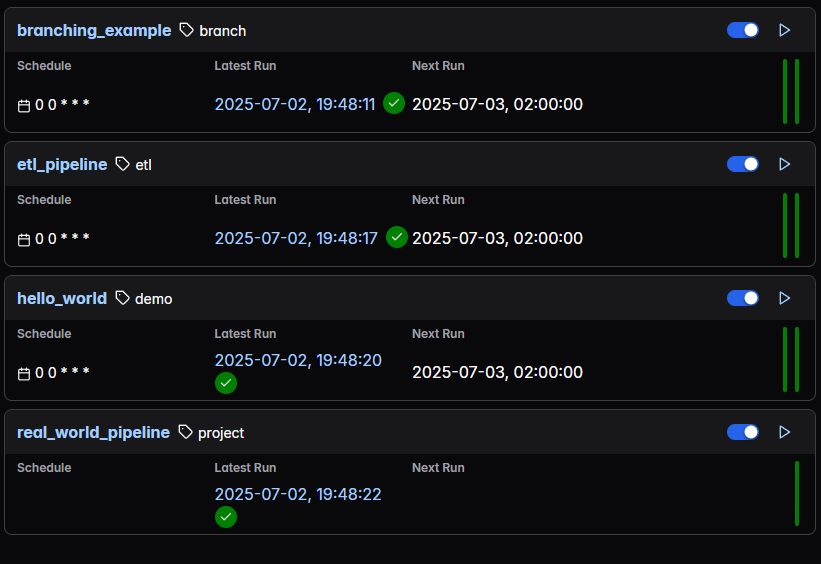 branching_example branch
Schedule Latest Run Next Run
0 0 * * * 2025-07-02, 19:48:11 2025-07-03, 02:00:00
etl_pipeline etl
Schedule Latest Run Next Run
0 0 * * * 2025-07-02, 19:48:17 2025-07-03, 02:00:00
hello_world demo
Schedule Latest Run Next Run
0 0 * * * 2025-07-02, 19:48:20 2025-07-03, 02:00:00
real_world_pipeline project
Schedule Latest Run Next Run
2025-07-02, 19:48:22